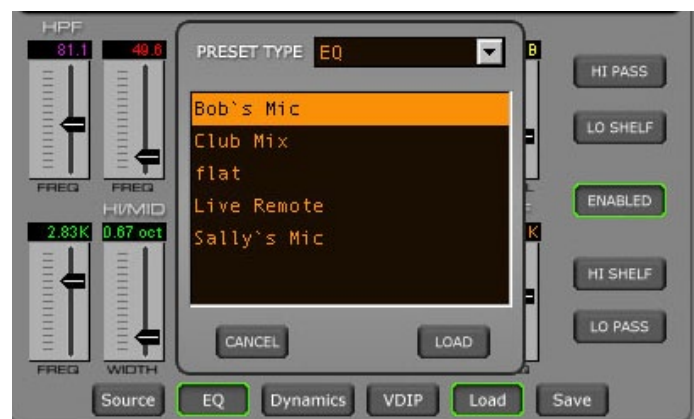 HPF
81.1 49.6
PRESET TYPE EQ
B
HI PASS
Bob`s Mic
LO SHELF
Club Mix
flat
FREQ FREQ
Live Remote
ENABLED
HI/MID
2.83K 0.67 oct
Sally`s Mic
K
HI SHELF
CANCEL LOAD
LO PASS
FREQ WIDTH
Source EQ Dynamics VDIP Load Save